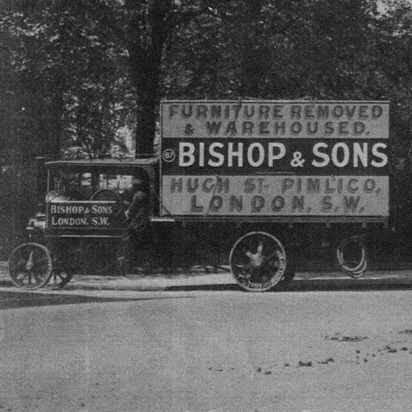 FURNITURE REMOVED
& WAREHOUSED.
BISHOP & SONS
HUGH ST. PIMLICO,
LONDON, S.W.
BISHOP & SONS
LONDON. S.W.